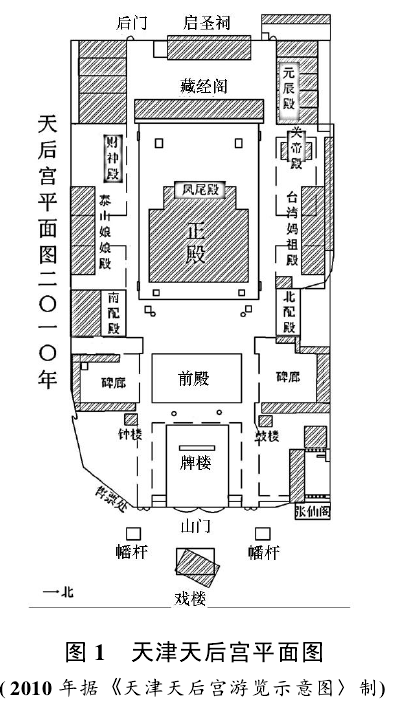 后门
启圣祠
元辰殿
藏经阁
天后宫平面图二〇一〇年
财神殿
关帝殿
凤尾殿
正殿
泰山娘娘殿
台湾妈祖殿
南配殿
北配殿
碑廊
前殿
碑廊
钟楼
鼓楼
牌楼
售票处
张仙阁
山门
幡杆
幡杆
一北
戏楼
图 1 天津天后宫平面图
( 2010 年据《天津天后宫游览示意图》制)